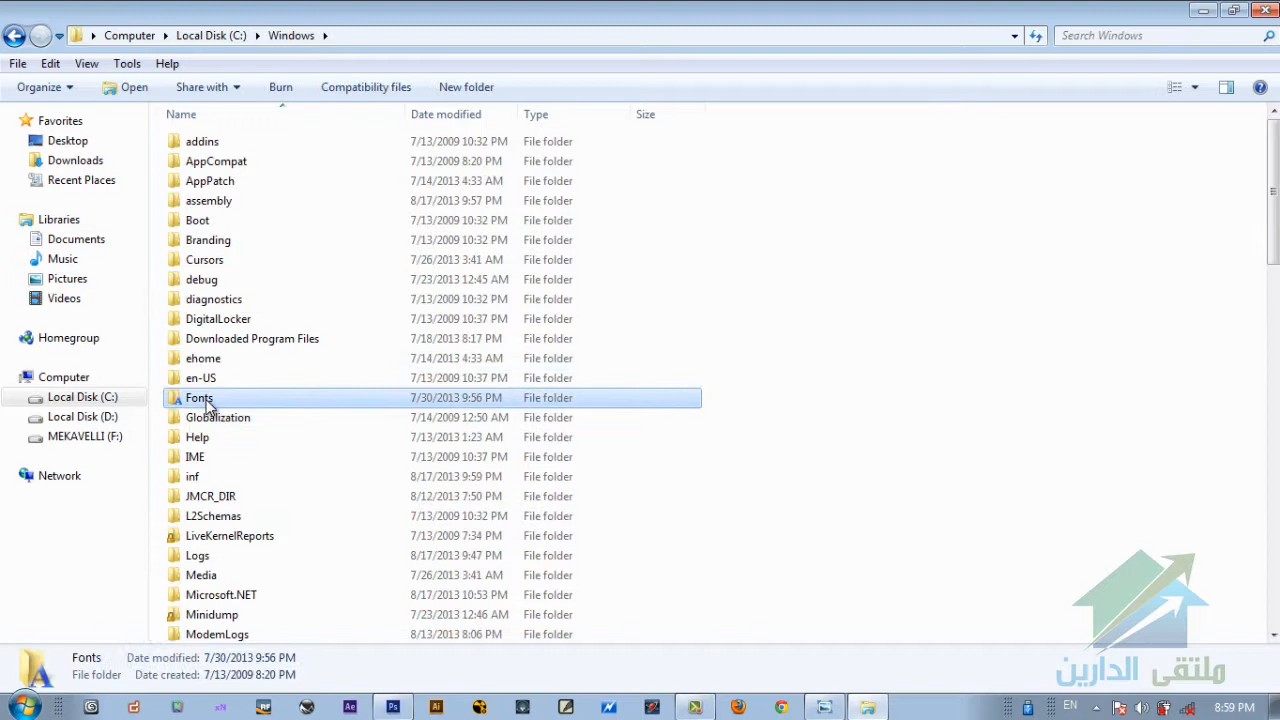 Computer Local Disk (C:) Windows Search Windows
File Edit View Tools Help
Organize Open Share with Burn Compatibility files New folder
Name Date modified Type Size
Favorites
Desktop
Downloads
Recent Places
Libraries
Documents
Music
Pictures
Videos
Homegroup
Computer
Local Disk (C:)
Local Disk (D:)
MEKAVELLI (F:)
Network
addins 7/13/2009 10:32 PM File folder
AppCompat 7/13/2009 8:20 PM File folder
AppPatch 7/14/2013 4:33 AM File folder
assembly 8/17/2013 9:57 PM File folder
Boot 7/13/2009 10:32 PM File folder
Branding 7/13/2009 10:32 PM File folder
Cursors 7/26/2013 3:41 AM File folder
debug 7/23/2013 12:45 AM File folder
diagnostics 7/13/2009 10:32 PM File folder
DigitalLocker 7/13/2009 10:37 PM File folder
Downloaded Program Files 7/18/2013 8:17 PM File folder
ehome 7/14/2013 4:33 AM File folder
en-US 7/13/2009 10:37 PM File folder
Fonts 7/30/2013 9:56 PM File folder
Globalization 7/14/2009 12:50 AM File folder
Help 7/13/2013 1:23 AM File folder
IME 7/13/2009 10:37 PM File folder
inf 8/17/2013 9:59 PM File folder
JMCR_DIR 8/12/2013 7:50 PM File folder
L2Schemas 7/13/2009 10:32 PM File folder
LiveKernelReports 7/13/2009 7:34 PM File folder
Logs 8/17/2013 9:47 PM File folder
Media 7/26/2013 3:41 AM File folder
Microsoft.NET 8/17/2013 10:53 PM File folder
Minidump 7/23/2013 12:46 AM File folder
ModemLogs 8/13/2013 8:06 PM File folder
ملتقى الدارين
Fonts Date modified: 7/30/2013 9:56 PM
File folder Date created: 7/13/2009 8:20 PM
Ae Ps Ai EN 8:59 PM